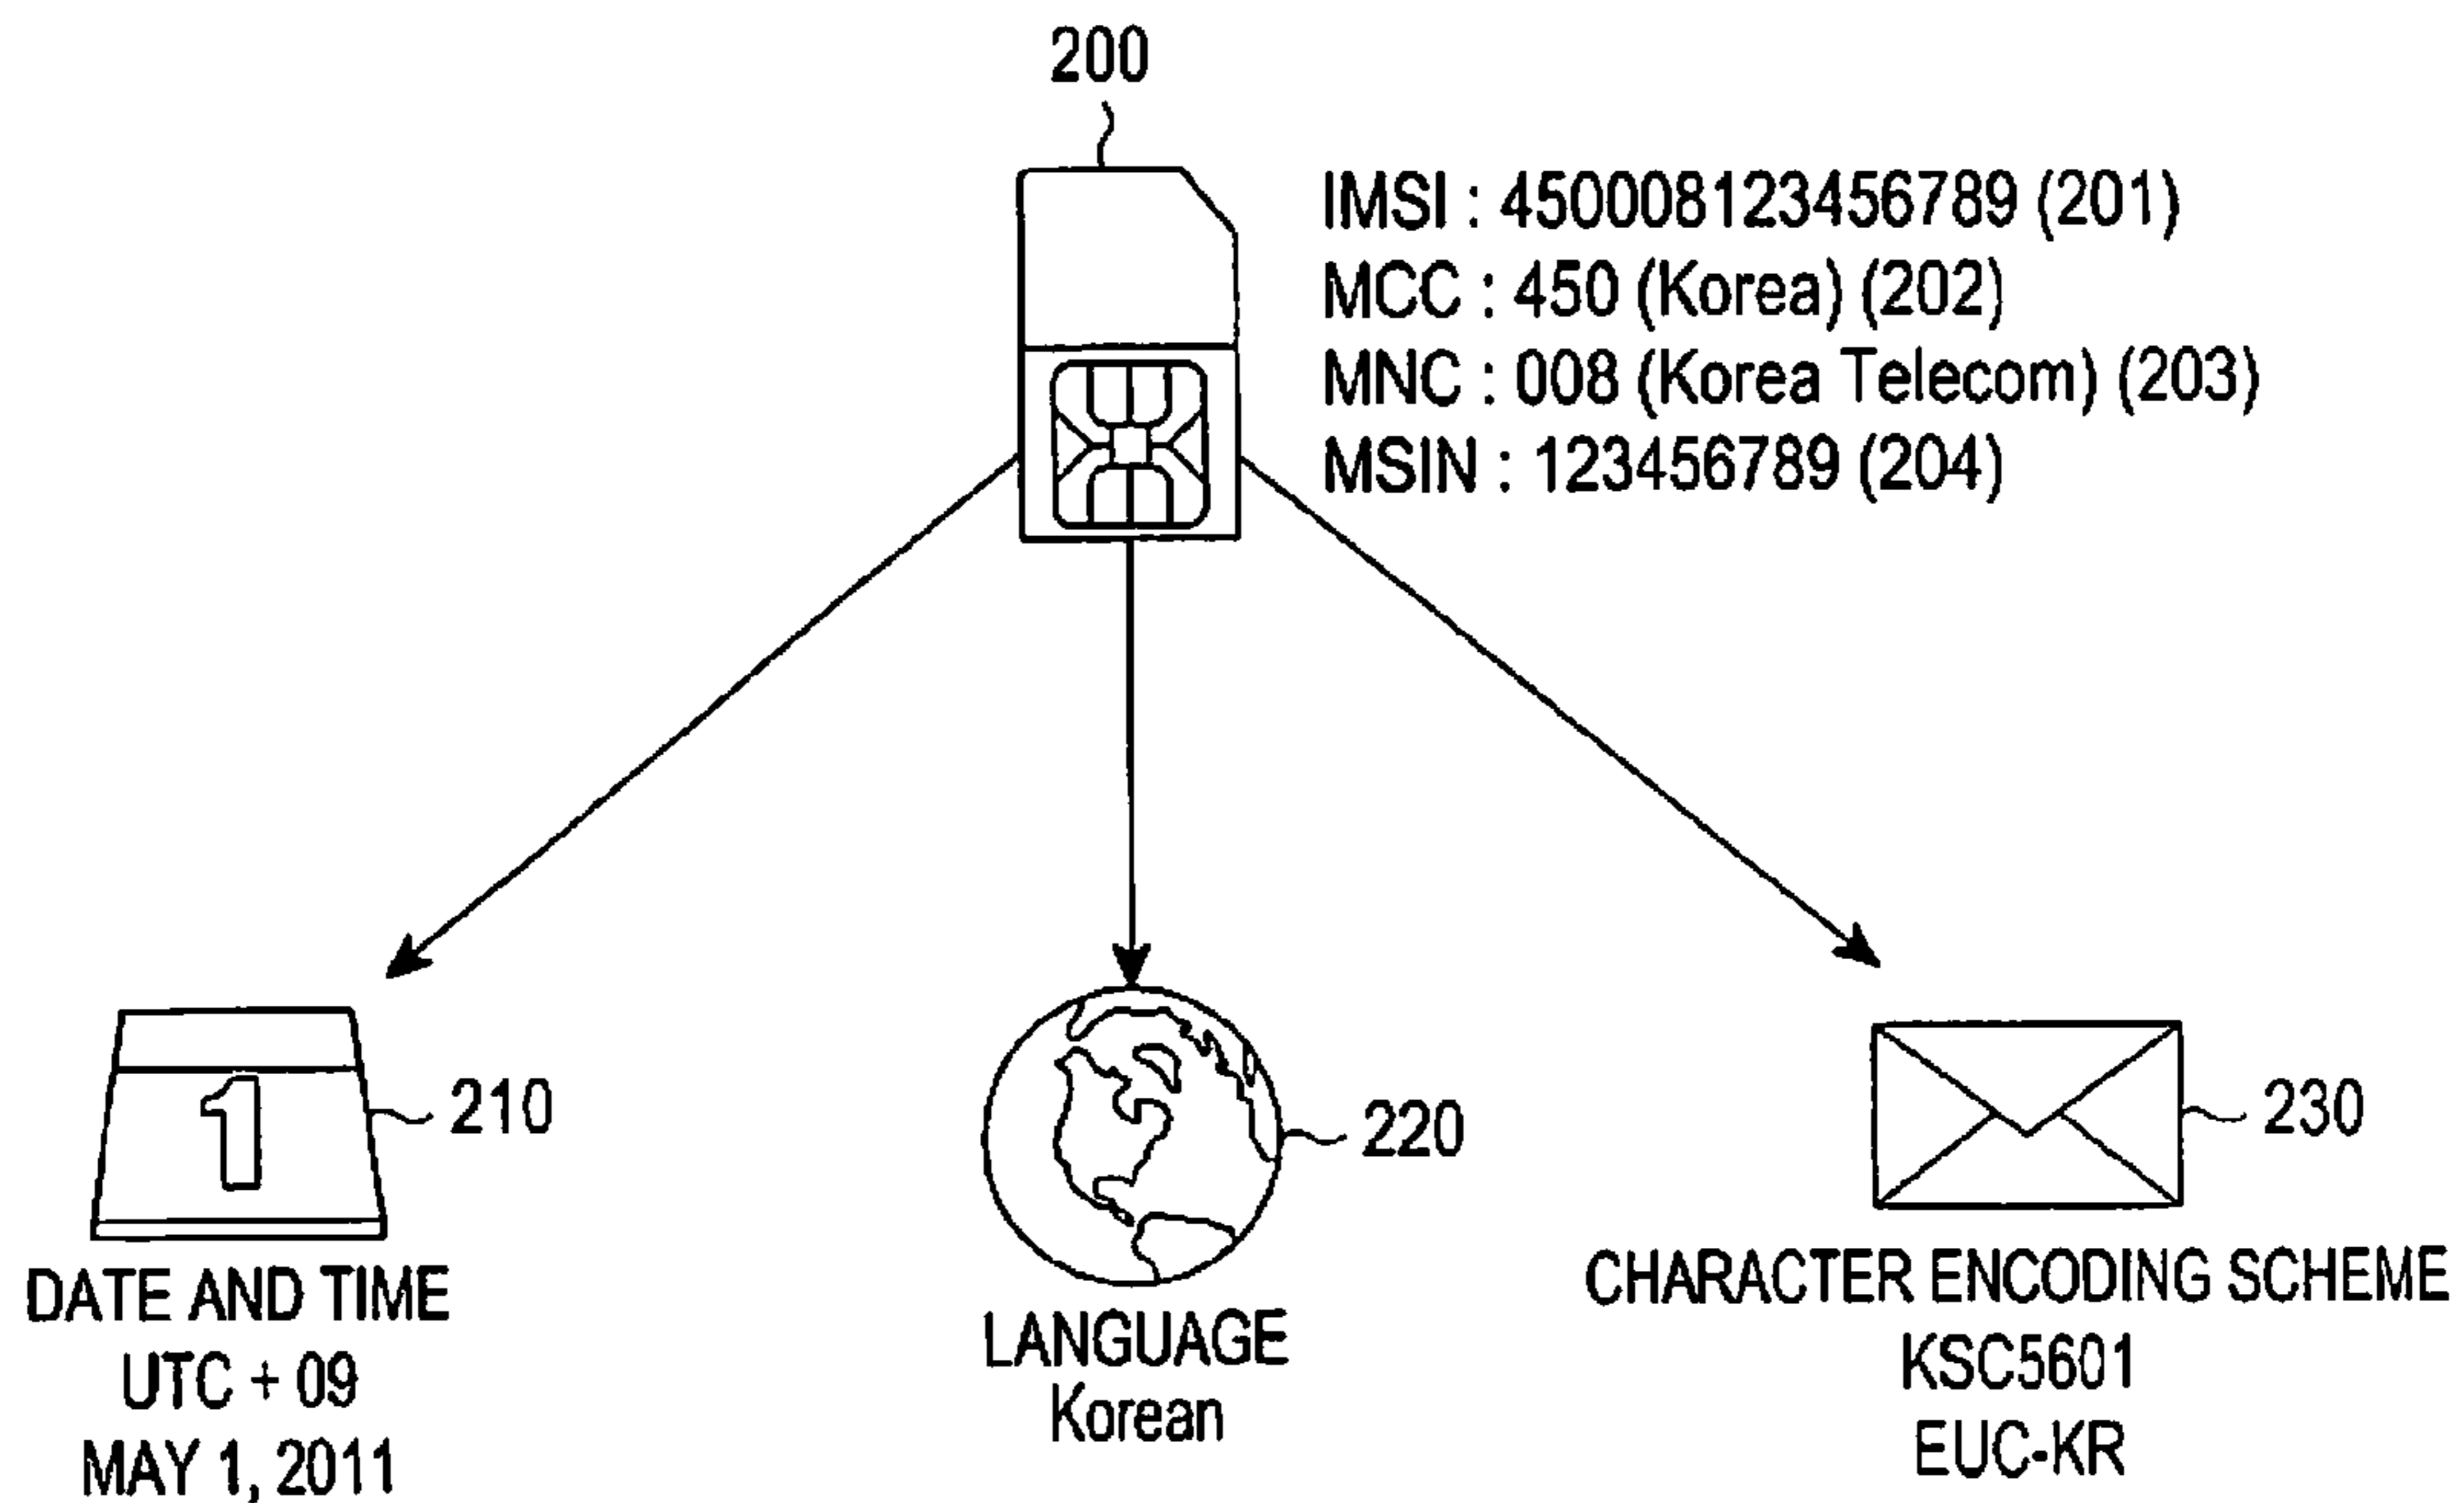 200
IMSI : 450008123456789 (201)
MCC : 450 (Korea) (202)
MNC : 008 (Korea Telecom) (203)
MSIN : 123456789 (204)
1
210
DATE AND TIME
UTC + 09
MAY 1, 2011
220
LANGUAGE
Korean
230
CHARACTER ENCODING SCHEME
KSC5601
EUC-KR